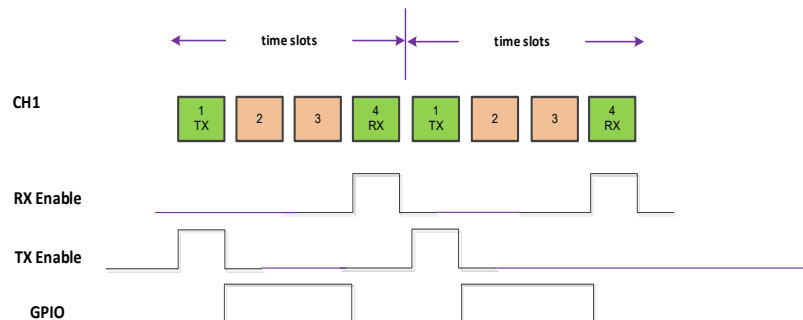 time slots time slots
CH1
1 2 3 4 1 2 3 4
TX RX TX RX
RX Enable
TX Enable
GPIO